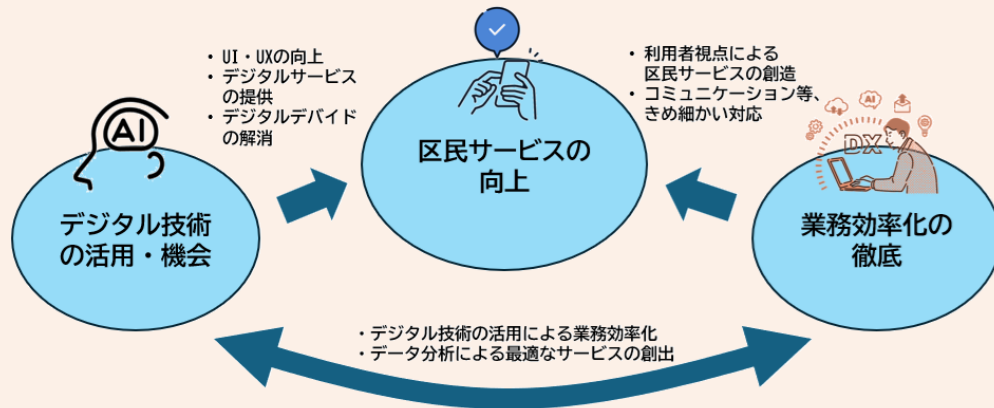 ・UI・UXの向上
・デジタルサービス
の提供
・デジタルデバイド
の解消
・利用者視点による
区民サービスの創造
・コミュニケーション等、
きめ細かい対応
AI
デジタル技術
の活用・機会
区民サービスの
向上
AI
DX
業務効率化の
徹底
・デジタル技術の活用による業務効率化
・データ分析による最適なサービスの創出